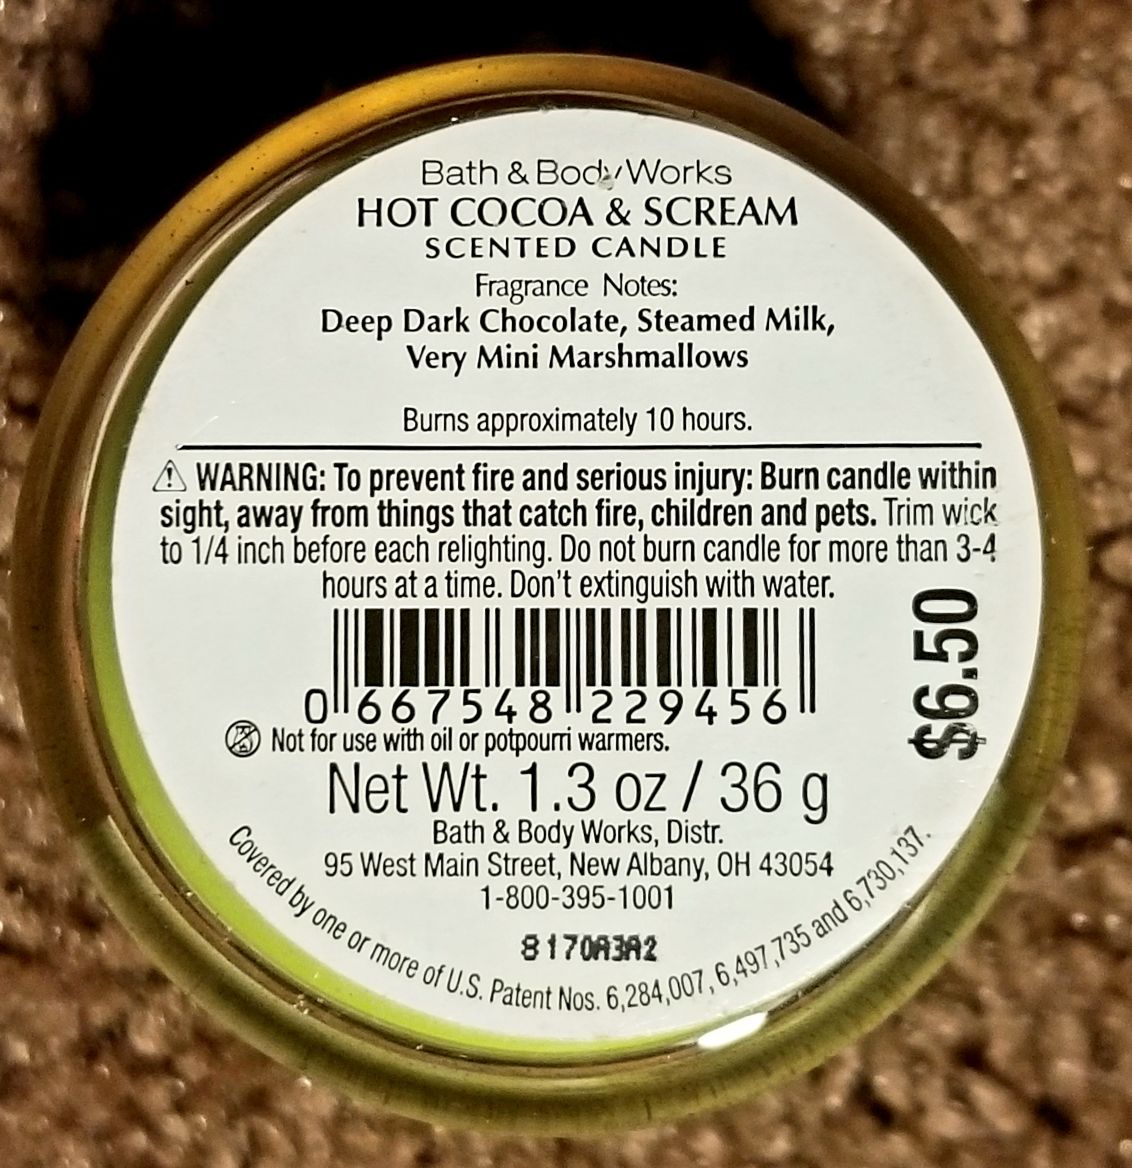 Bath & Body Works
HOT COCOA & SCREAM
SCENTED CANDLE
Fragrance Notes:
Deep Dark Chocolate, Steamed Milk,
Very Mini Marshmallows
Burns approximately 10 hours.
⚠ WARNING: To prevent fire and serious injury: Burn candle within
sight, away from things that catch fire, children and pets. Trim wick
to 1/4 inch before each relighting. Do not burn candle for more than 3-4
hours at a time. Don't extinguish with water.
$6.50
0 667548 229456
Not for use with oil or potpourri warmers.
Net Wt. 1.3 oz / 36 g
Bath & Body Works, Distr.
95 West Main Street, New Albany, OH 43054
1-800-395-1001
8170A3A2
Covered by one or more of U.S. Patent Nos. 6,284,007, 6,497,735 and 6,730,137.